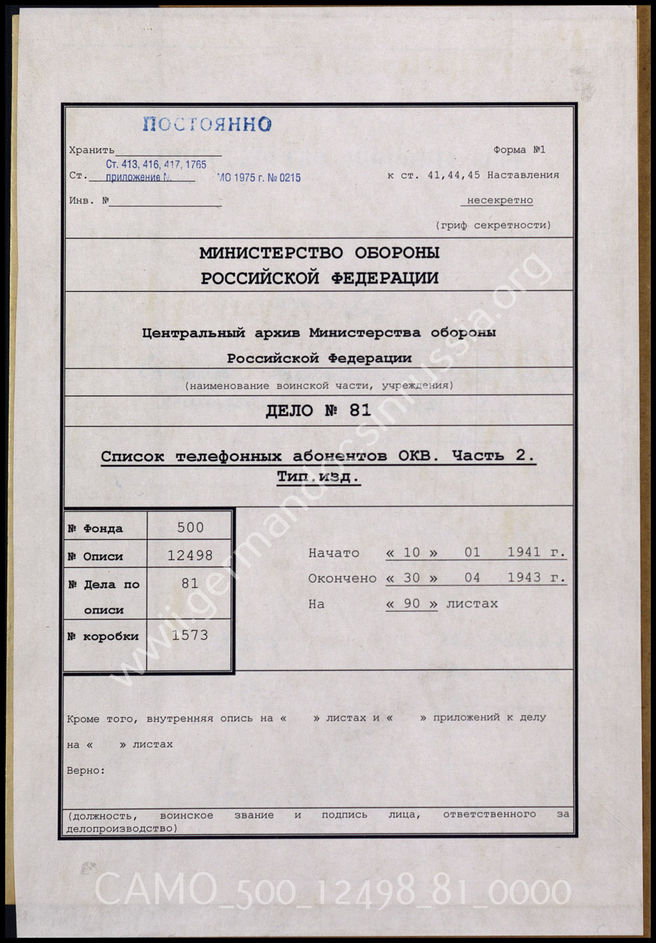 ПОСТОЯННО
Хранить
Форма №1
Ст. 413, 416, 417, 1765
Ст. приложение МО 1975 г. № 0215
к ст. 41,44,45 Наставления
Инв. №
несекретно
(гриф секретности)
МИНИСТЕРСТВО ОБОРОНЫ
РОССИЙСКОЙ ФЕДЕРАЦИИ
Центральный архив Министерства обороны
Российской Федерации
(наименование воинской части, учреждения)
ДЕЛО № 81
Список телефонных абонентов ОКВ. Часть 2.
Тип.изд.
№ Фонда 500
№ Описи 12498
№ Дела по описи 81
№ коробки 1573
Начато « 10 » 01 1941 г.
Окончено « 30 » 04 1943 г.
На « 90 » листах
Кроме того, внутренняя опись на « » листах и « » приложений к делу
на « » листах
Верно:
(должность, воинское звание и подпись лица, ответственного за
делопроизводство)
www.germandocsinrussia.org
CAMO_500_12498_81_0000